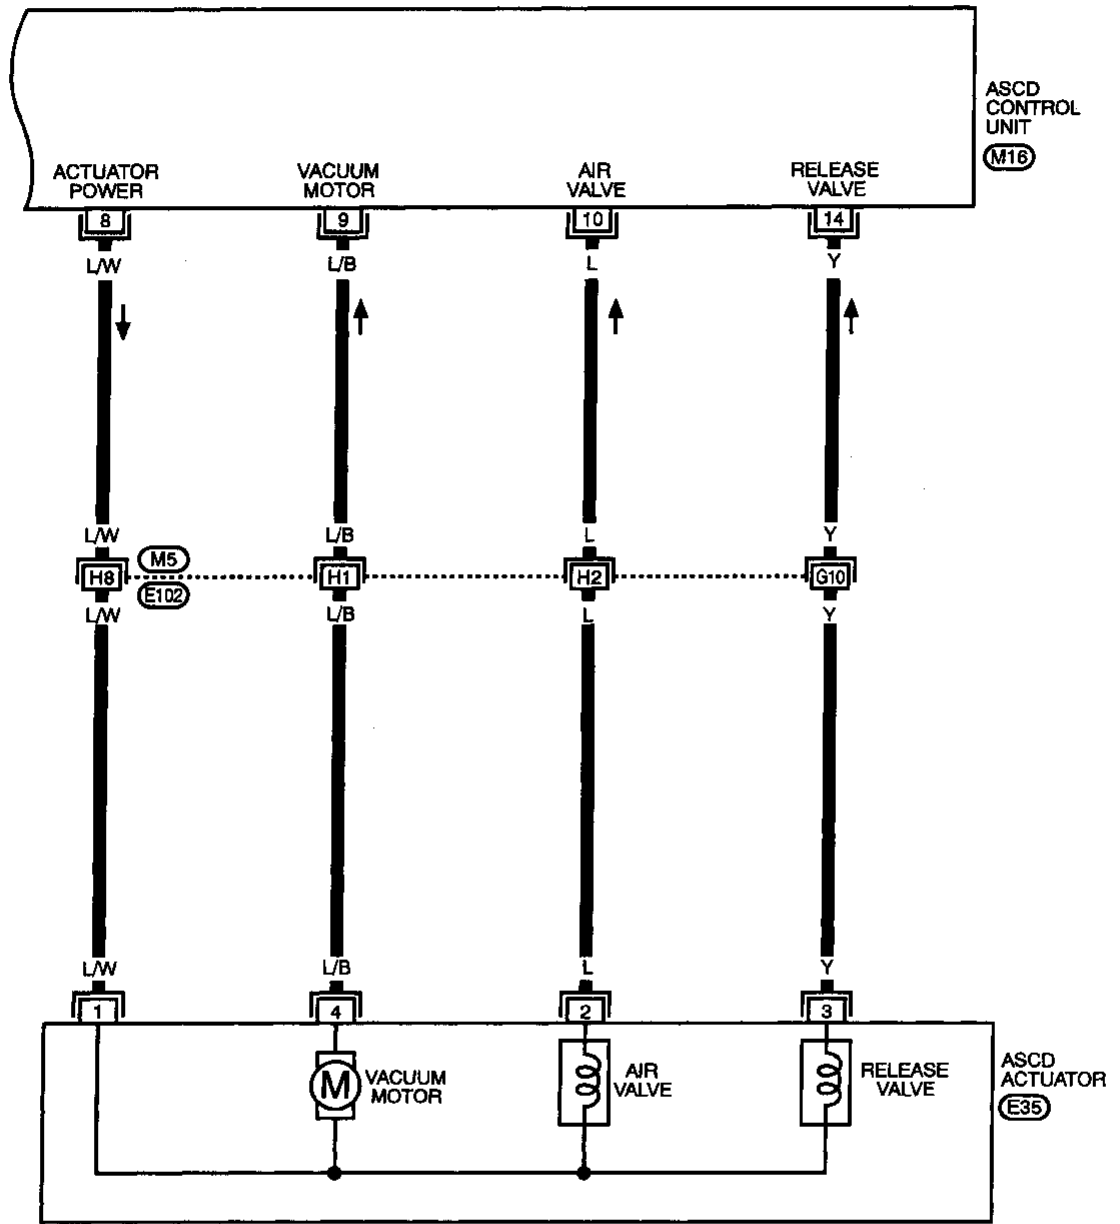 ASCD
CONTROL
UNIT
M16
ACTUATOR
POWER
VACUUM
MOTOR
AIR
VALVE
RELEASE
VALVE
8
9
10
14
L/W
L/B
L
Y
L/W
L/B
L
Y
M5
H8
H1
H2
G10
E102
L/W
L/B
L
Y
L/W
L/B
L
Y
1
4
2
3
M
VACUUM
MOTOR
AIR
VALVE
RELEASE
VALVE
ASCD
ACTUATOR
E35